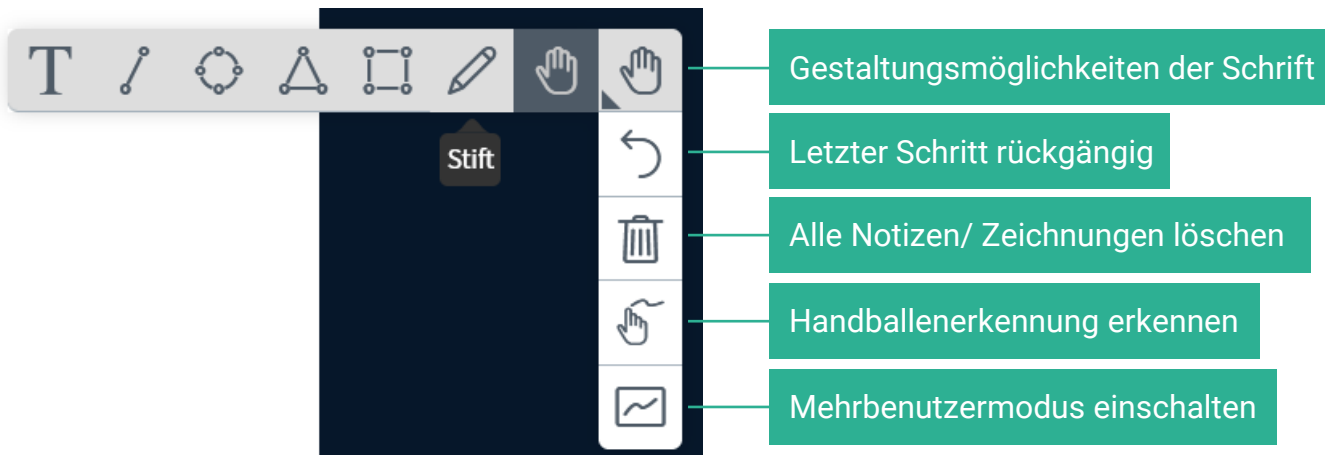 T
Stift
Gestaltungsmöglichkeiten der Schrift
Letzter Schritt rückgängig
Alle Notizen/ Zeichnungen löschen
Handballenerkennung erkennen
Mehrbenutzermodus einschalten